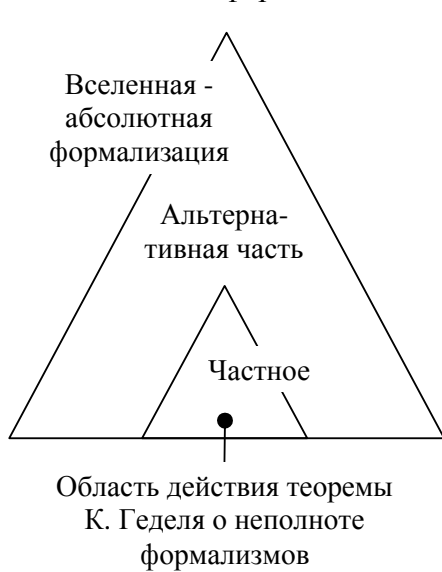 Вселенная -
абсолютная
формализация
Альтерна-
тивная часть
Частное
Область действия теоремы
К. Геделя о неполноте
формализмов